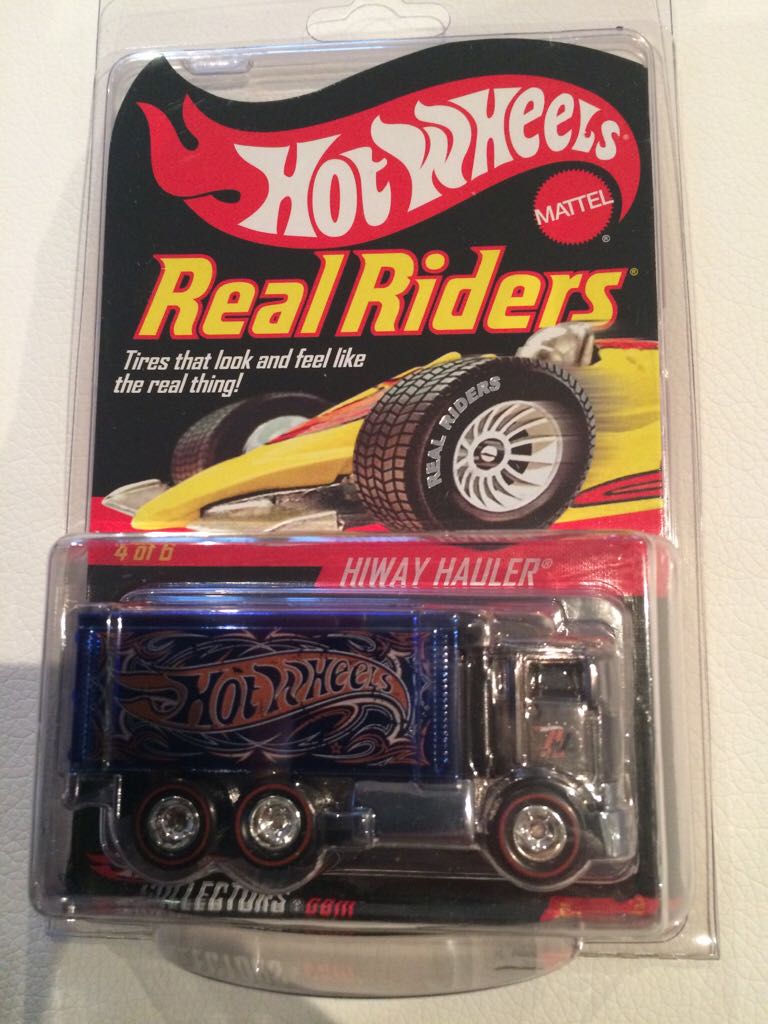 Hot Wheels®
MATTEL
®
Real Riders®
Tires that look and feel like
the real thing!
REAL RIDERS
4 of 6
HIWAY HAULER®
Hot Wheels
COLLECTORS.COM